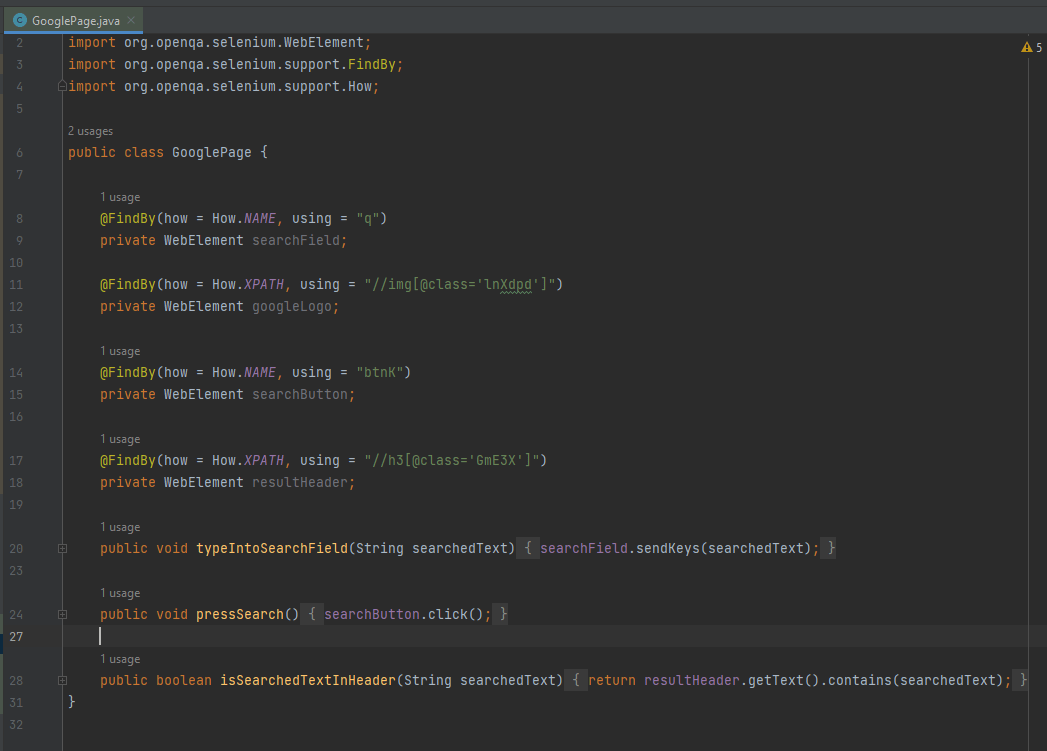 GooglePage.java
5
2 import org.openqa.selenium.WebElement;
3 import org.openqa.selenium.support.FindBy;
4 import org.openqa.selenium.support.How;
5
2 usages
6 public class GooglePage {
7
1 usage
8 @FindBy(how = How.NAME, using = "q")
9 private WebElement searchField;
10
11 @FindBy(how = How.XPATH, using = "//img[@class='lnXdpd']")
12 private WebElement googleLogo;
13
1 usage
14 @FindBy(how = How.NAME, using = "btnK")
15 private WebElement searchButton;
16
1 usage
17 @FindBy(how = How.XPATH, using = "//h3[@class='GmE3X']")
18 private WebElement resultHeader;
19
1 usage
20 public void typeIntoSearchField(String searchedText) { searchField.sendKeys(searchedText); }
23
1 usage
24 public void pressSearch() { searchButton.click(); }
27
1 usage
28 public boolean isSearchedTextInHeader(String searchedText) { return resultHeader.getText().contains(searchedText); }
31 }
32